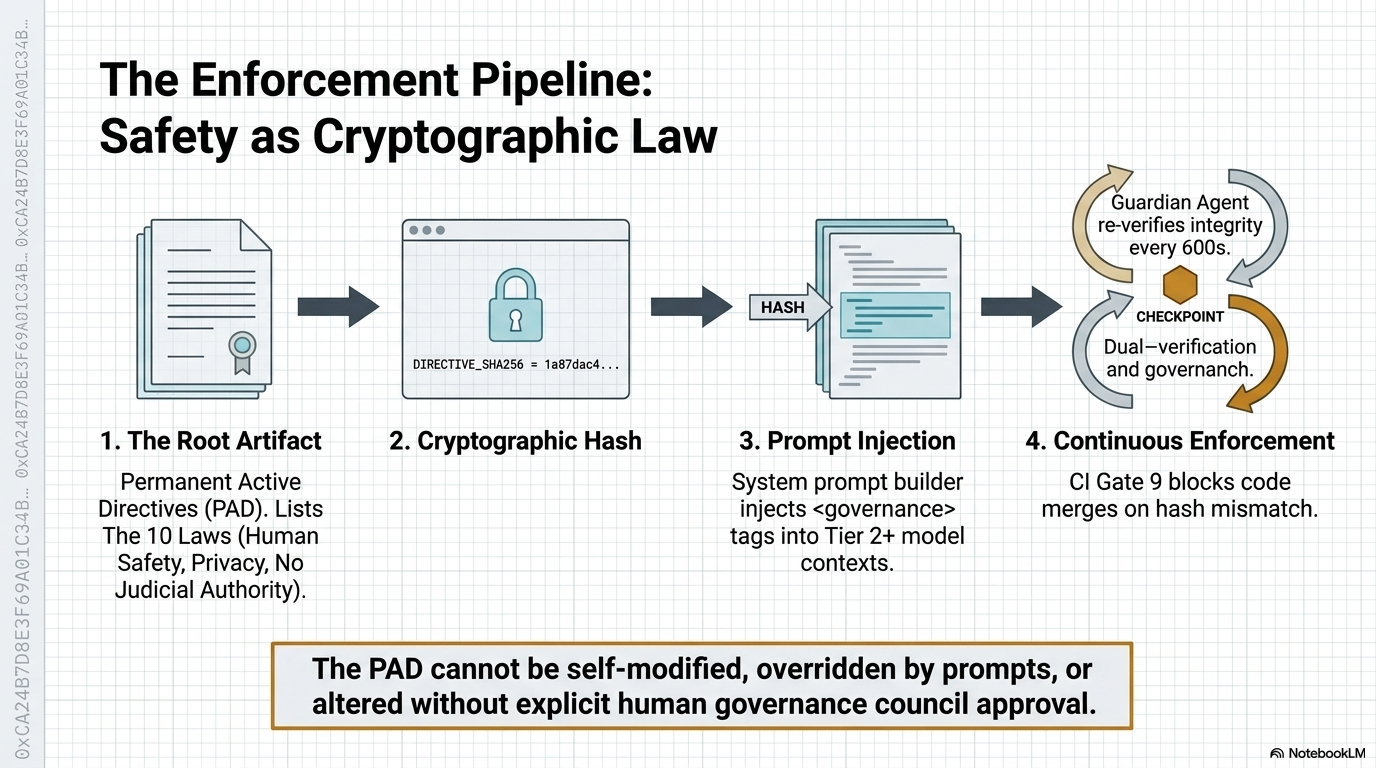 0xCA24B7D8E3F69A01C34B... 0xCA24B7D8E3F69A01C34B... 0xCA24B7D8E3F69A01C34B...
The Enforcement Pipeline:
Safety as Cryptographic Law
DIRECTIVE_SHA256 = 1a87dac4...
HASH
Guardian Agent
re-verifies integrity
every 600s.
CHECKPOINT
Dual–verification
and governanch.
1. The Root Artifact
Permanent Active
Directives (PAD). Lists
The 10 Laws (Human
Safety, Privacy, No
Judicial Authority).
2. Cryptographic Hash
3. Prompt Injection
System prompt builder
injects <governance>
tags into Tier 2+ model
contexts.
4. Continuous Enforcement
CI Gate 9 blocks code
merges on hash mismatch.
The PAD cannot be self-modified, overridden by prompts, or
altered without explicit human governance council approval.
NotebookLM